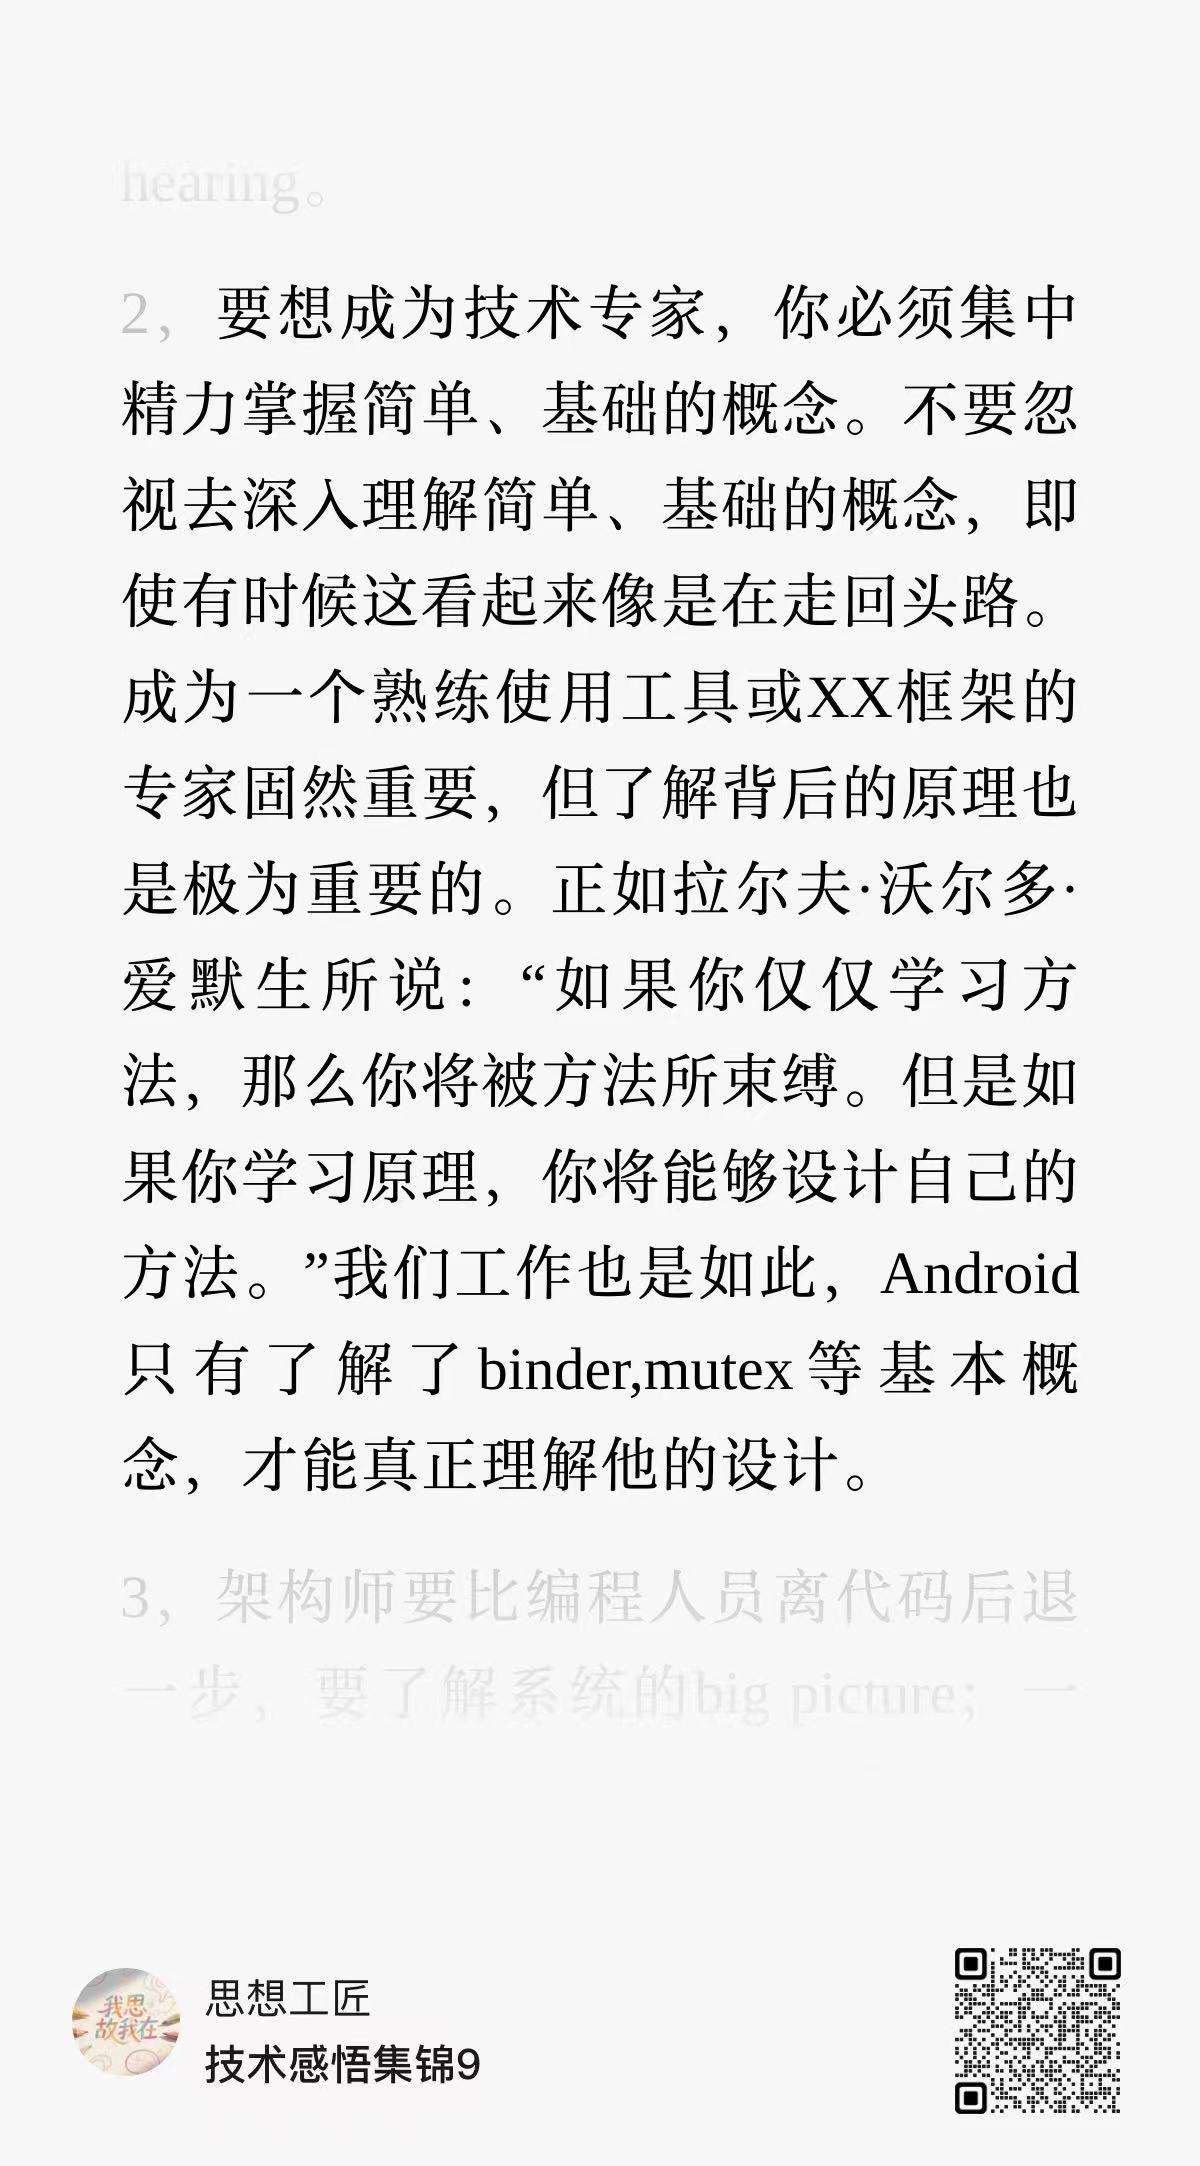 hearing。
2，要想成为技术专家，你必须集中
精力掌握简单、基础的概念。不要忽
视去深入理解简单、基础的概念，即
使有时候这看起来像是在走回头路。
成为一个熟练使用工具或XX框架的
专家固然重要，但了解背后的原理也
是极为重要的。正如拉尔夫·沃尔多·
爱默生所说：“如果你仅仅学习方
法，那么你将被方法所束缚。但是如
果你学习原理，你将能够设计自己的
方法。”我们工作也是如此，Android
只有了解了binder,mutex等基本概
念，才能真正理解他的设计。
3，架构师要比编程人员离代码后退
一步，要了解系统的big picture；一
我思
故我在
思想工匠
技术感悟集锦9